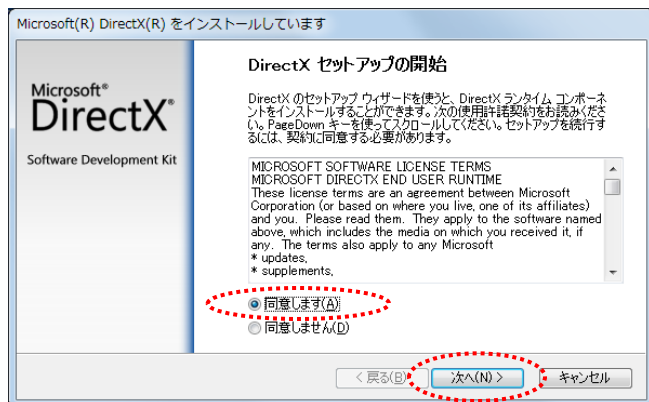 Microsoft(R) DirectX(R) をインストールしています
Microsoft®
DirectX®
Software Development Kit
DirectX セットアップの開始
DirectX のセットアップ ウィザードを使うと、DirectX ランタイム コンポーネ
ントをインストールすることができます。次の使用許諾契約をお読みくださ
い。PageDown キーを使ってスクロールしてください。セットアップを続行す
るには、契約に同意する必要があります。
MICROSOFT SOFTWARE LICENSE TERMS
MICROSOFT DIRECTX END USER RUNTIME
These license terms are an agreement between Microsoft
Corporation (or based on where you live, one of its affiliates)
and you.  Please read them.  They apply to the software named
above, which includes the media on which you received it, if
any.  The terms also apply to any Microsoft
* updates,
* supplements,
同意します(A)
同意しません(D)
< 戻る(B)
次へ(N) >
キャンセル